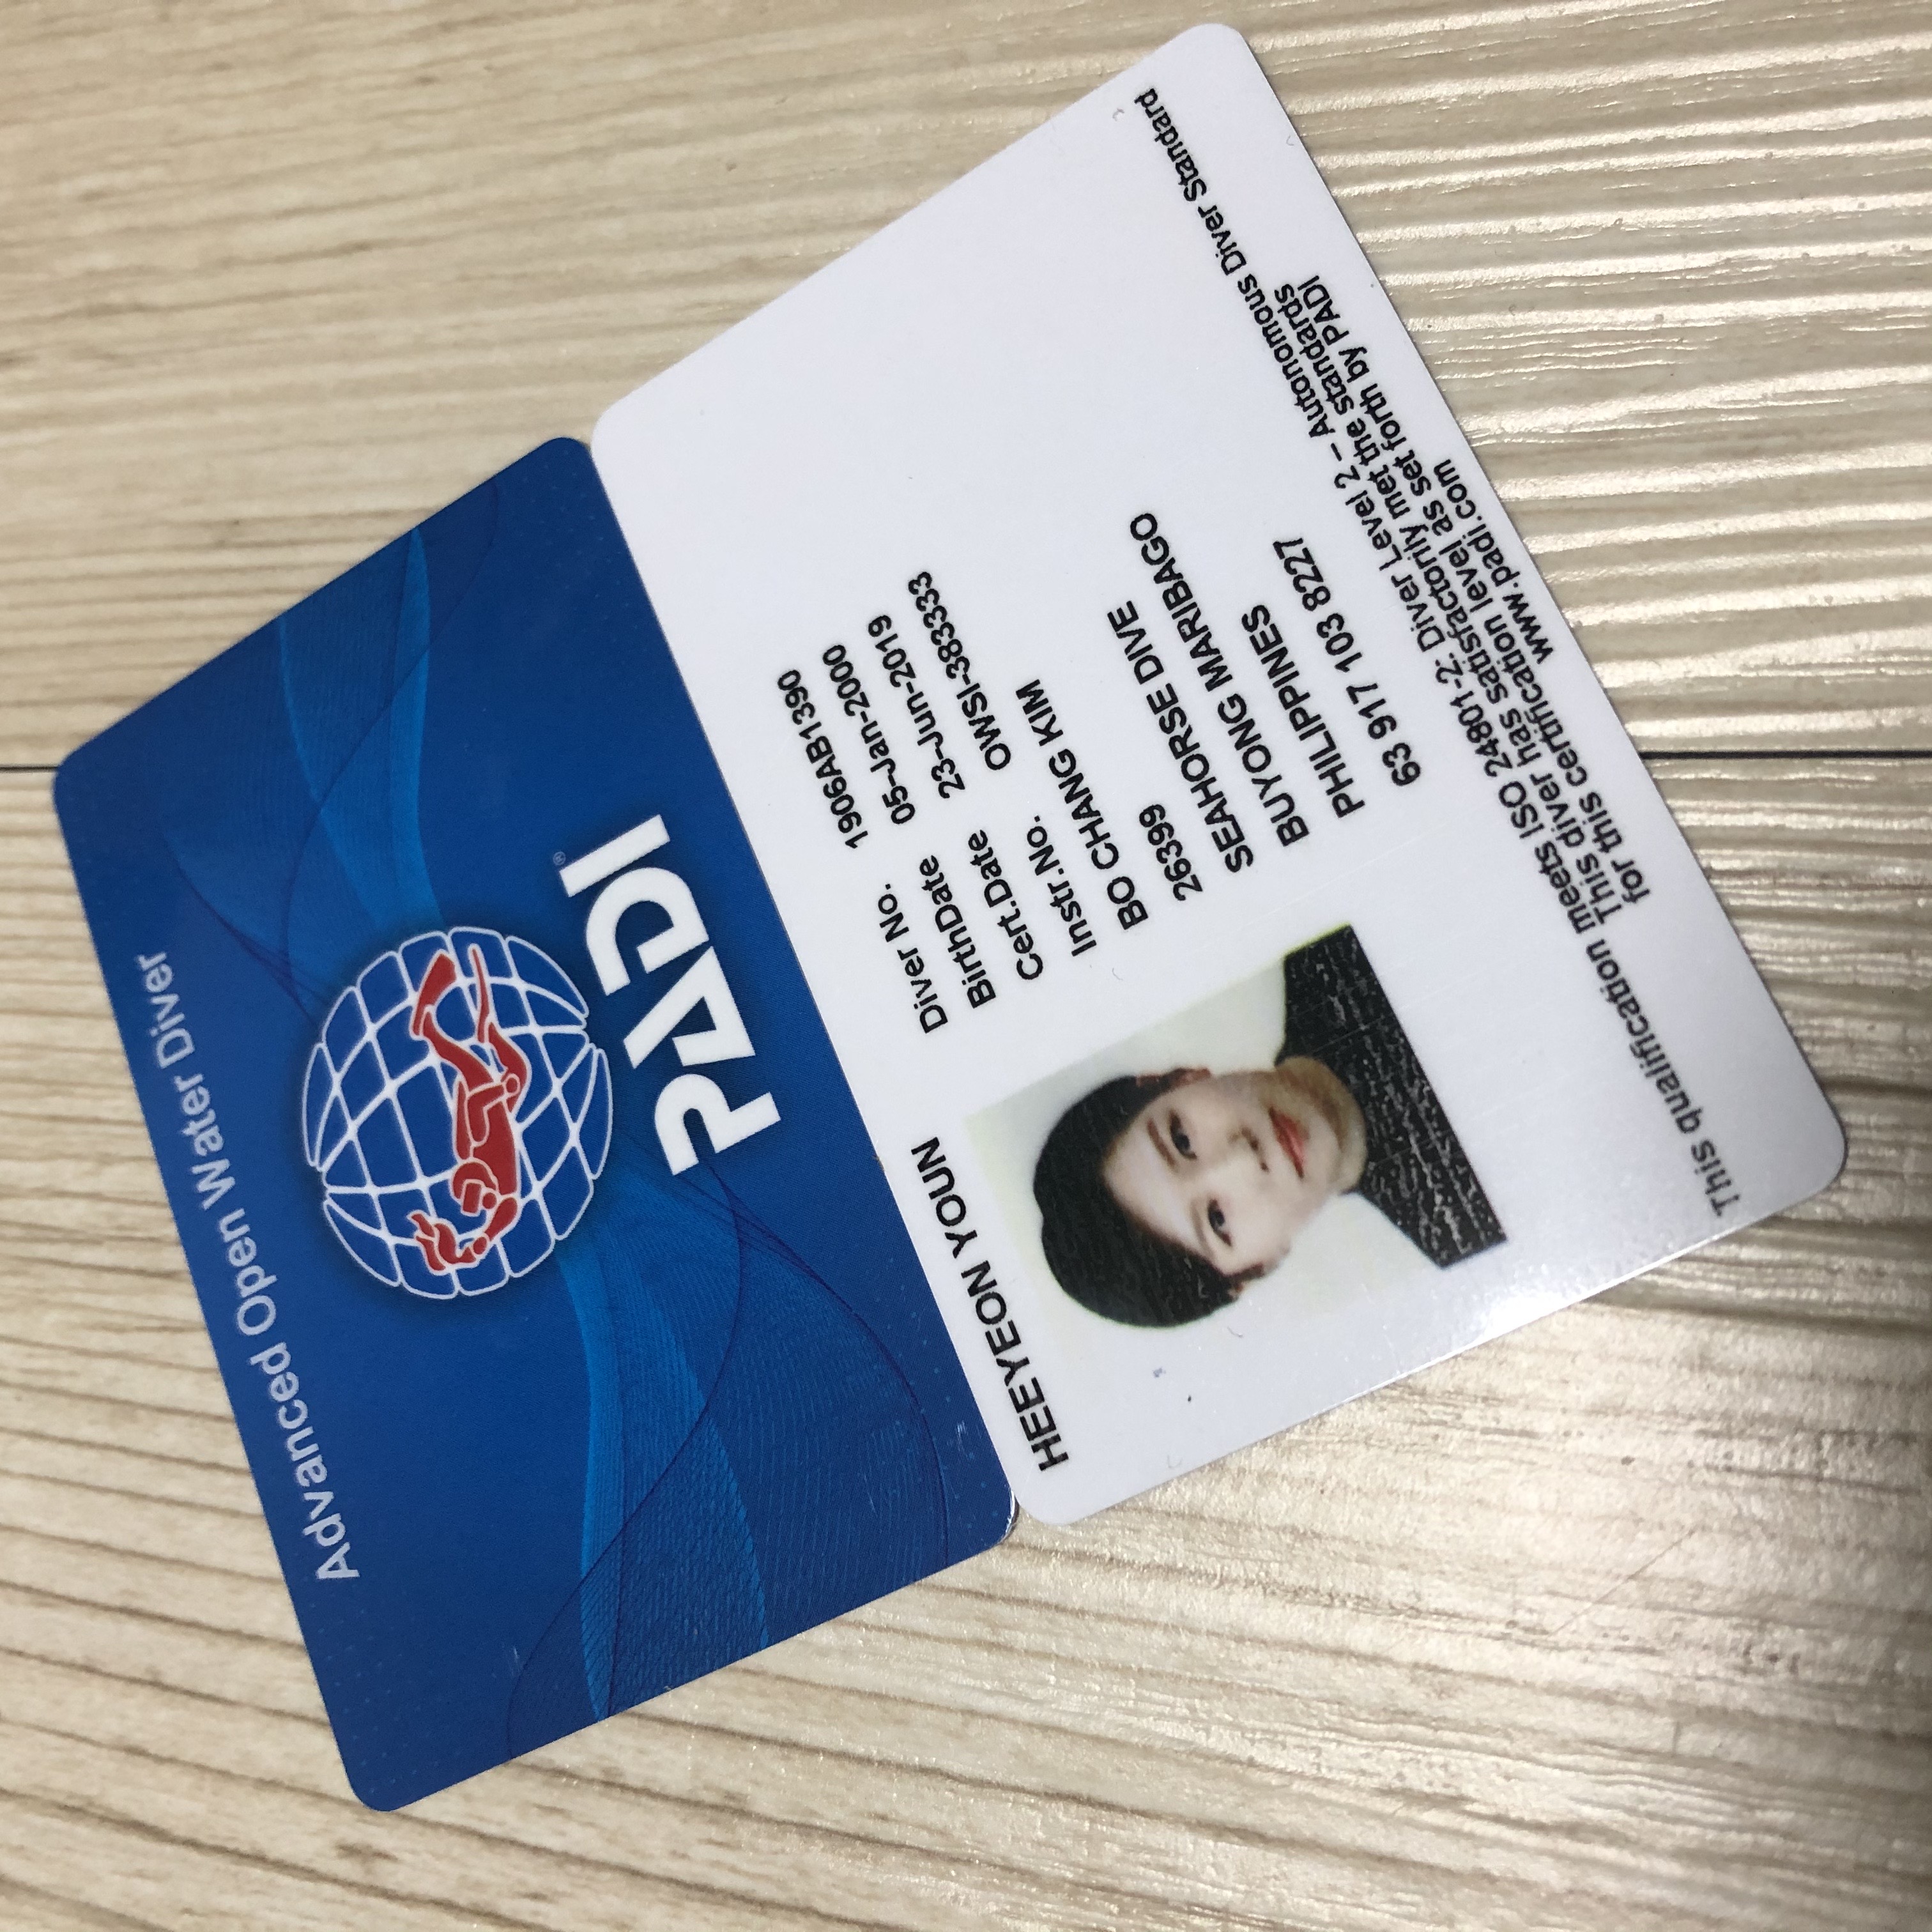 Advanced Open Water Diver
PADI®
HEEYEON YOUN
Diver No. 1906AB1390
BirthDate 05-Jan-2000
Cert.Date 23-Jun-2019
Instr.No. OWSI-383333
BO CHANG KIM
26399
SEAHORSE DIVE
BUYONG MARIBAGO
PHILIPPINES
63 917 103 8227
This qualification meets ISO 24801-2: Diver Level 2 – Autonomous Diver Standard
This diver has satisfactorily met the standards
for this certification level as set forth by PADI
www.padi.com